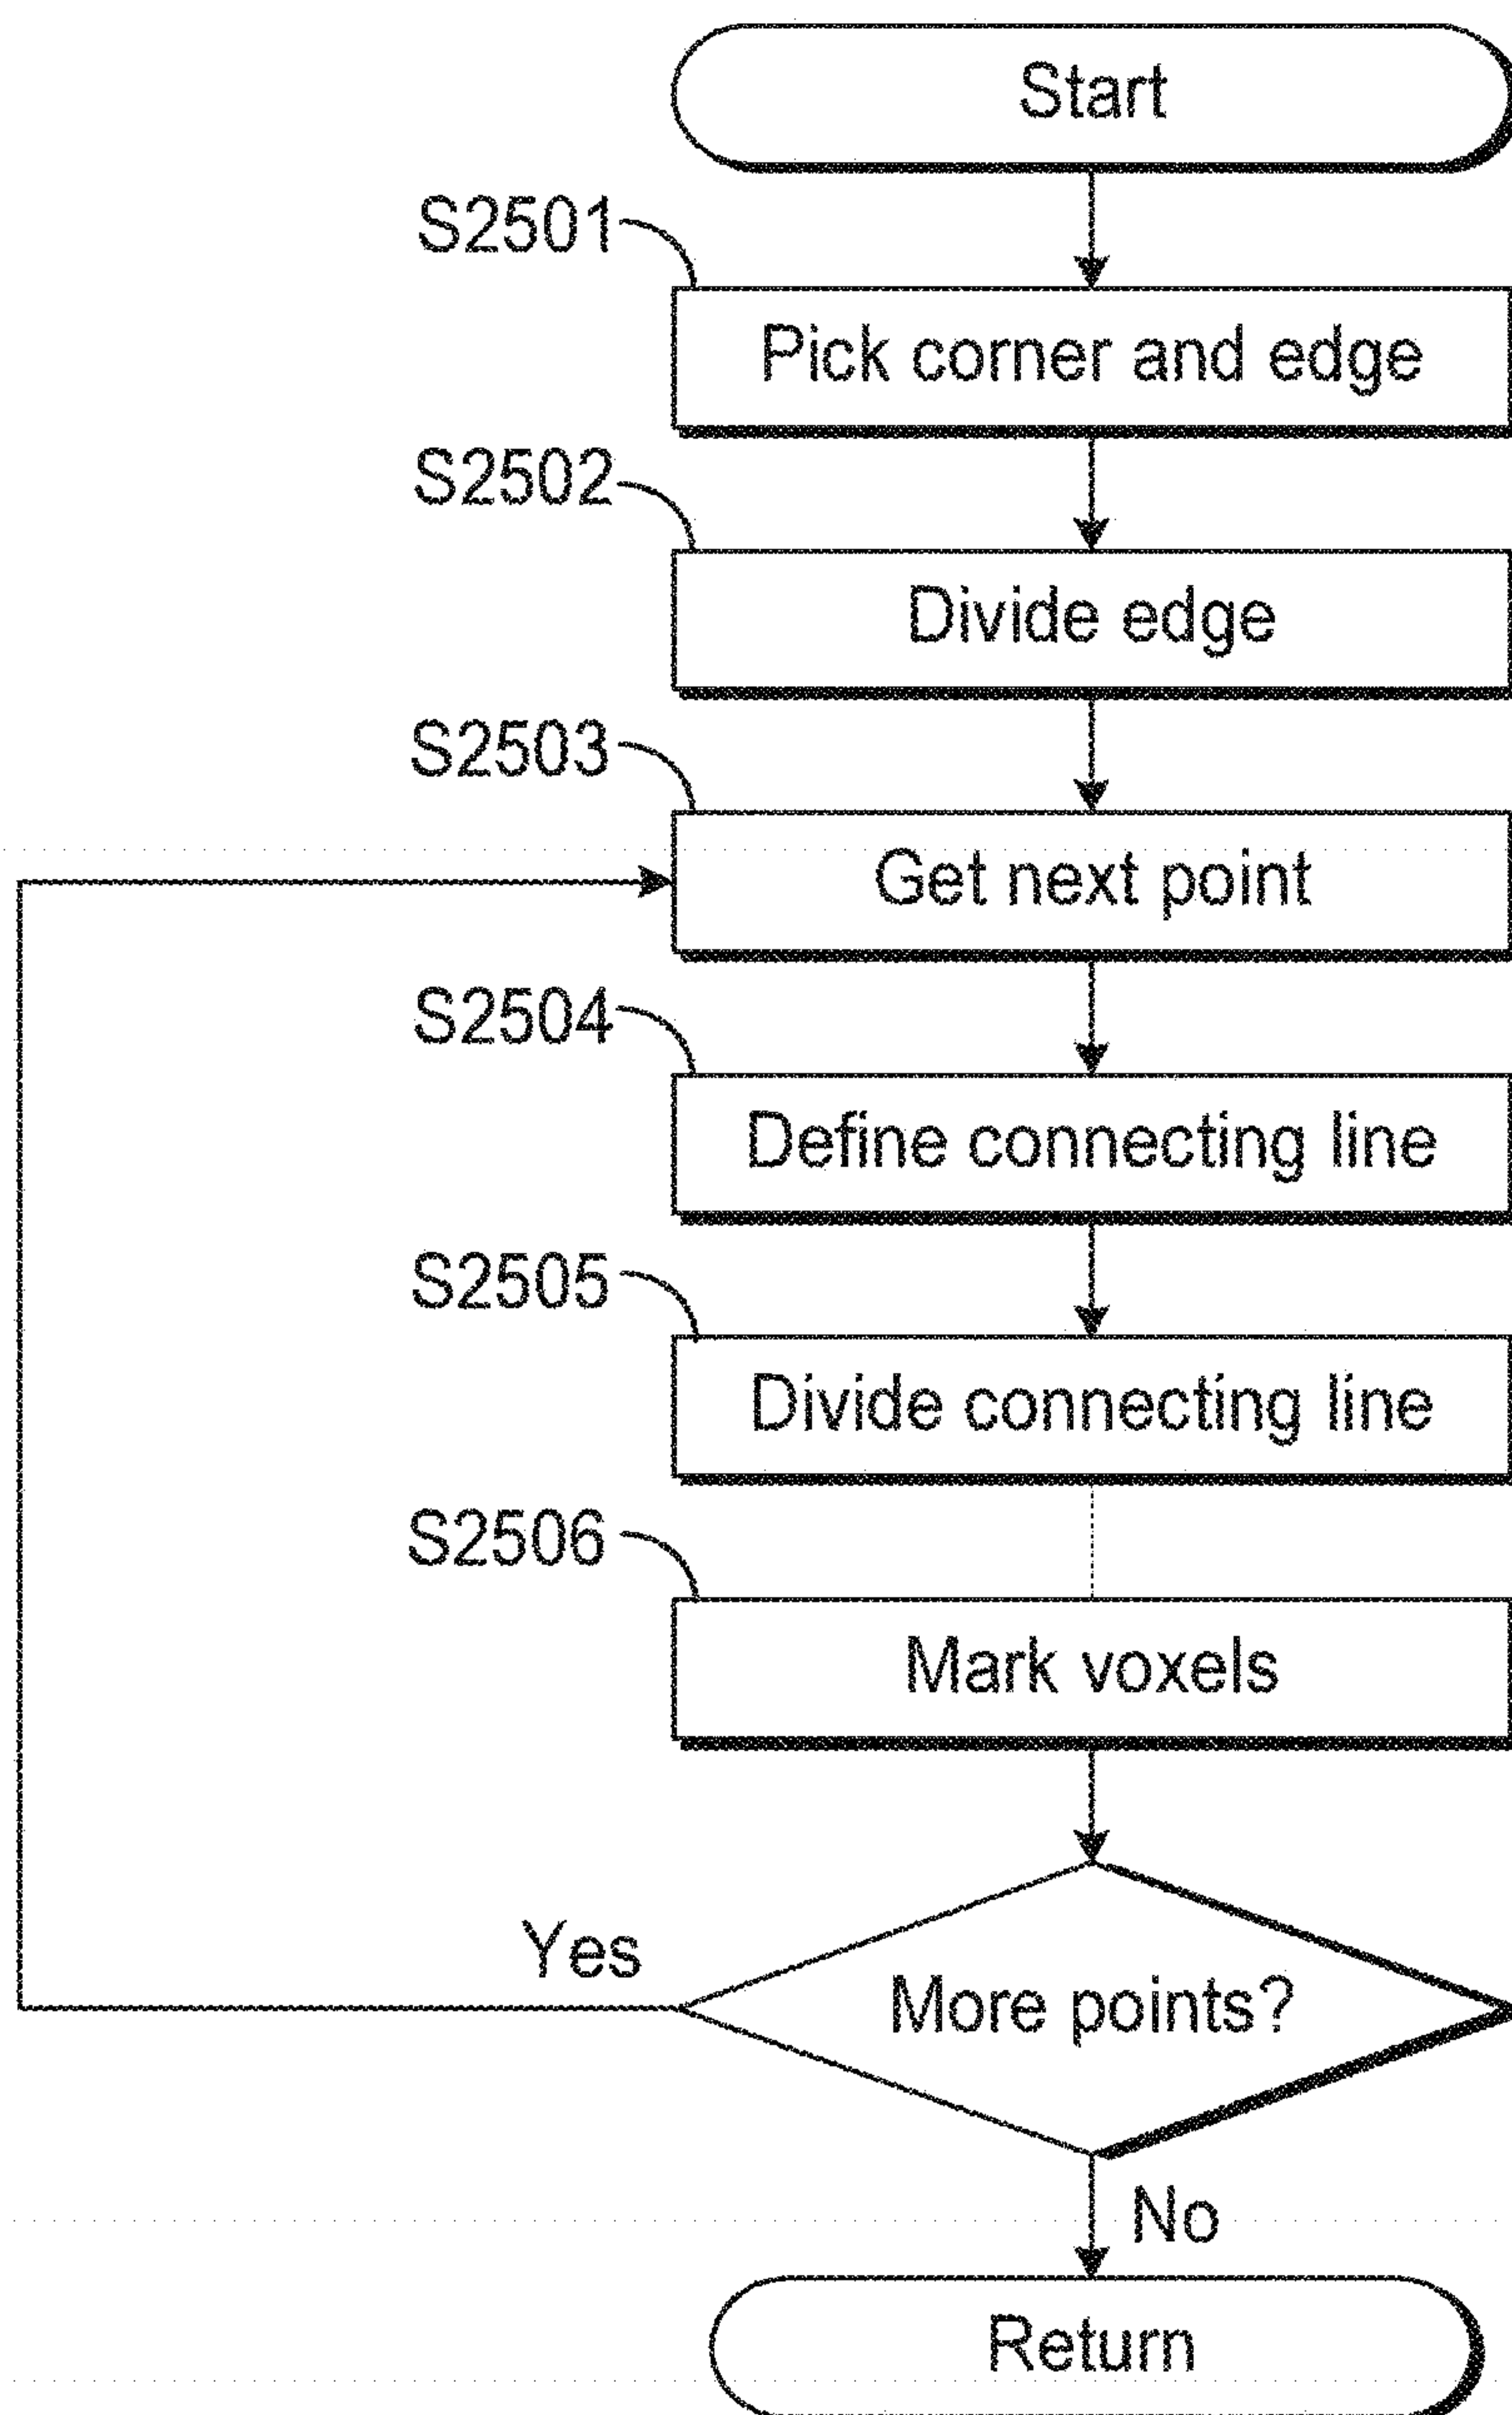 Start
S2501
Pick corner and edge
S2502
Divide edge
S2503
Get next point
S2504
Define connecting line
S2505
Divide connecting line
S2506
Mark voxels
Yes
More points?
No
Return